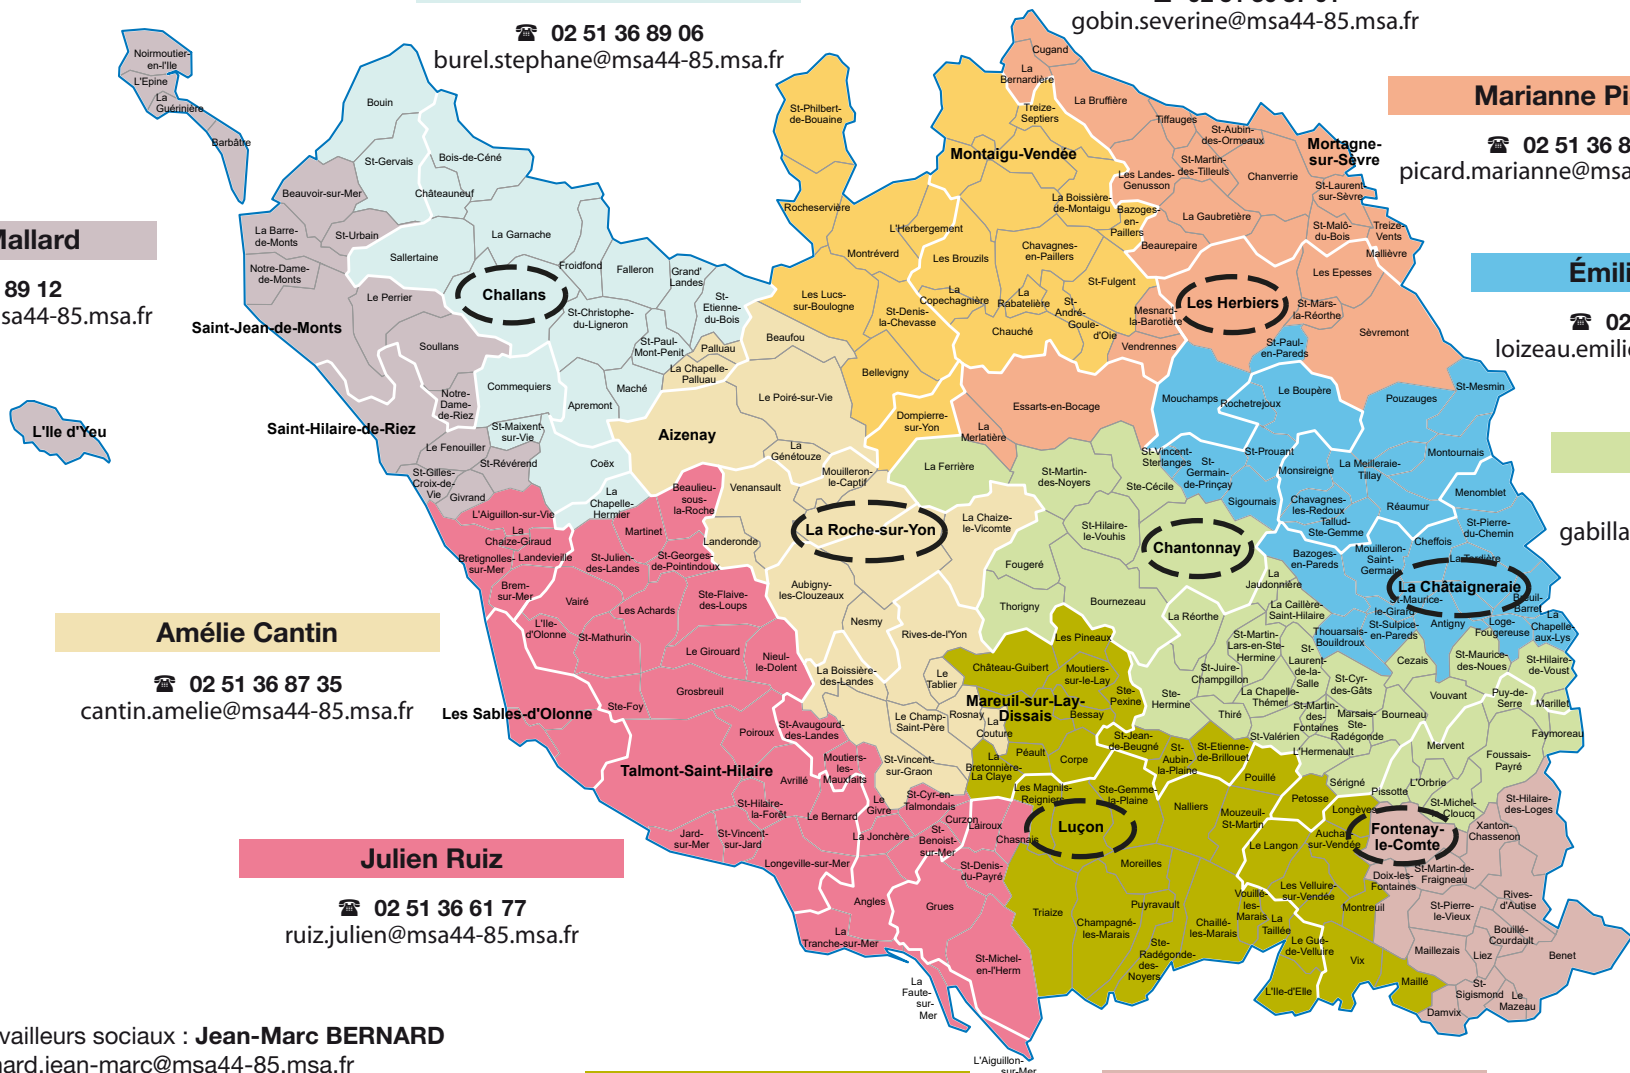 ☎ 02 51 36 89 06
burel.stephane@msa44-85.msa.fr
gobin.severine@msa44-85.msa.fr
Marianne Pi
☎ 02 51 36 8
picard.marianne@msa
Mallard
89 12
sa44-85.msa.fr
Émili
☎ 02
loizeau.emilie
gabilla
Amélie Cantin
☎ 02 51 36 87 35
cantin.amelie@msa44-85.msa.fr
Julien Ruiz
☎ 02 51 36 61 77
ruiz.julien@msa44-85.msa.fr
vailleurs sociaux : Jean-Marc BERNARD
nard.jean-marc@msa44-85.msa.fr
Noirmoutier-
en-l'Ile
L'Epine
La
Guérinière
Barbâtre
Bouin
St-Gervais
Bois-de-Céné
Châteauneuf
Beauvoir-sur-Mer
La Barre-
de-Monts
St-Urbain
Notre-Dame-
de-Monts
Sallertaine
La Garnache
Froidfond
Falleron
Grand'
Landes
Challans
St-Etienne-
du-Bois
St-Christophe-
du-Ligneron
St-Paul-
Mont-Penit
Palluau
La Chapelle-
Palluau
Le Perrier
Saint-Jean-de-Monts
Soullans
Commequiers
Notre-
Dame-
de-Riez
Apremont
Maché
Saint-Hilaire-de-Riez
St-Maixent-
sur-Vie
Le Fenouiller
St-Révérend
St-Gilles-
Croix-de-
Vie
Givrand
Coëx
La
Chapelle-
Hermier
L'Ile d'Yeu
St-Philbert-
de-Bouaine
Rocheservière
Montréverd
L'Herbergement
Les Lucs-
sur-Boulogne
St-Denis-
la-Chevasse
Les Brouzils
La
Copechagnière
La
Rabatelière
Chauché
St-
André-
Goule-
d'Oie
St-Fulgent
Chavagnes-
en-Paillers
La Boissière-
de-Montaigu
Bazoges-
en-
Paillers
Montaigu-Vendée
Treize-
Septiers
La
Bernardière
Cugand
La Bruffière
Tiffauges
St-Aubin-
des-Ormeaux
St-Martin-
des-Tilleuls
Les Landes-
Genusson
Chanverrie
Mortagne-
sur-Sèvre
St-Laurent-
sur-Sèvre
La Gaubretière
St-Malô-
du-Bois
Treize-
Vents
Mallièvre
Beaurepaire
Les Epesses
Les Herbiers
St-Mars-
la-Réorthe
Sèvremont
Mesnard-
la-Barotière
Vendrennes
St-Paul-
en-Pareds
Essarts-en-Bocage
La
Merlatière
Beaufou
Bellevigny
Le Poiré-sur-Vie
Dompierre-
sur-Yon
Aizenay
La
Génétouze
Mouilleron-
le-Captif
Venansault
La Roche-sur-Yon
La Ferrière
La Chaize-
le-Vicomte
Landeronde
Aubigny-
les-Clouzeaux
Nesmy
Rives-de-l'Yon
La Boissière-
des-Landes
Le
Tablier
Le Champ-
Saint-Père
Rosnay
La
Couture
St-Vincent-
sur-Graon
Mouchamps
Rochetrejoux
Le Boupère
Pouzauges
St-Mesmin
Montournais
St-Vincent-
Sterlanges
St-
Germain-
de-Prinçay
St-Prouant
Monsireigne
La Meilleraie-
Tillay
Menomblet
Sigournais
Chavagnes-
les-Redoux
Tallud-
Ste-Gemme
Réaumur
St-Pierre-
du-Chemin
Cheffois
La Tardière
Bazoges-
en-Pareds
Mouilleron-
Saint-
Germain
La Châtaigneraie
St-Maurice-
le-Girard
Breuil-
Barret
Antigny
Loge-
Fougereuse
La
Chapelle-
aux-Lys
St-Sulpice-
en-Pareds
Thouarsais-
Bouildroux
St-Martin-
des-Noyers
Ste-Cécile
St-Hilaire-
le-Vouhis
Chantonnay
Fougeré
Thorigny
Bournezeau
La
Jaudonnière
La Réorthe
La Caillère-
Saint-Hilaire
St-Martin-
Lars-en-Ste-
Hermine
St-
Laurent-
de-la-
Salle
St-Juire-
Champgillon
La Chapelle-
Thémer
Ste-
Hermine
Thiré
St-Cyr-
des-Gâts
St-Martin-
des-
Fontaines
Marsais-
Ste-
Radégonde
St-Valérien
L'Hermenault
Cezais
St-Maurice-
des-Noues
St-Hilaire-
de-Voust
Vouvant
Puy-de-
Serre
Marillet
Bourneau
Faymoreau
Mervent
Foussais-
Payré
Sérigné
L'Orbrie
Pissotte
St-Michel-
le-Cloucq
Beaulieu-
sous-
la-Roche
L'Aiguillon-sur-Vie
La
Chaize-Giraud
Martinet
Bretignolles-
sur-Mer
Landevieille
St-Julien-
des-Landes
St-Georges-
de-Pointindoux
Brem-
sur-Mer
Vairé
Les Achards
Ste-Flaive-
des-Loups
L'Ile-
d'Olonne
St-Mathurin
Le Girouard
Nieul-
le-Dolent
Grosbreuil
Ste-Foy
Les Sables-d'Olonne
Poiroux
St-Avaugourd-
des-Landes
Talmont-Saint-Hilaire
Avrillé
Moutiers-
les-
Mauxfaits
St-Hilaire-
la-Forêt
Le Bernard
Le
Givre
St-Cyr-en-
Talmondais
Jard-
sur-Mer
St-Vincent-
sur-Jard
La Jonchère
St-
Benoist-
sur-Mer
Curzon
Lairoux
Chasnais
Longeville-sur-Mer
St-Denis-
du-Payré
Angles
Grues
La
Tranche-sur-Mer
St-Michel-
en-l'Herm
La
Faute-
sur-
Mer
L'Aiguillon-
sur-Mer
Les Pineaux
Château-Guibert
Moutiers-
sur-le-Lay
Ste-
Pexine
Mareuil-sur-Lay-
Dissais
Bessay
Péault
Corpe
St-Jean-
de-Beugné
La
Bretonnière-
La Claye
St-
Aubin-
la-Plaine
St-Etienne-
de-Brillouet
Les Magnils-
Reigniers
Ste-Gemme-
la-Plaine
Pouillé
Luçon
Nalliers
Mouzeuil-
St-Martin
Petosse
Longèves
Auchay-
sur-Vendée
Le Langon
Moreilles
Triaize
Champagné-
les-Marais
Puyravault
Ste-
Radégonde-
des-
Noyers
Chaillé-
les-Marais
Vouillé-
les-
Marais
La
Taillée
Les Velluire-
sur-Vendée
Montreuil
Le Gué-
de-Velluire
Vix
L'Ile-d'Elle
Maillé
Fontenay-
le-Comte
St-Hilaire-
des-Loges
Xanton-
Chassenon
St-Martin-de-
Fraigneau
Doix-les-
Fontaines
St-Pierre-
le-Vieux
Rives-
d'Autise
Bouillé-
Courdault
Maillezais
Liez
Benet
St-
Sigismond
Le
Mazeau
Damvix